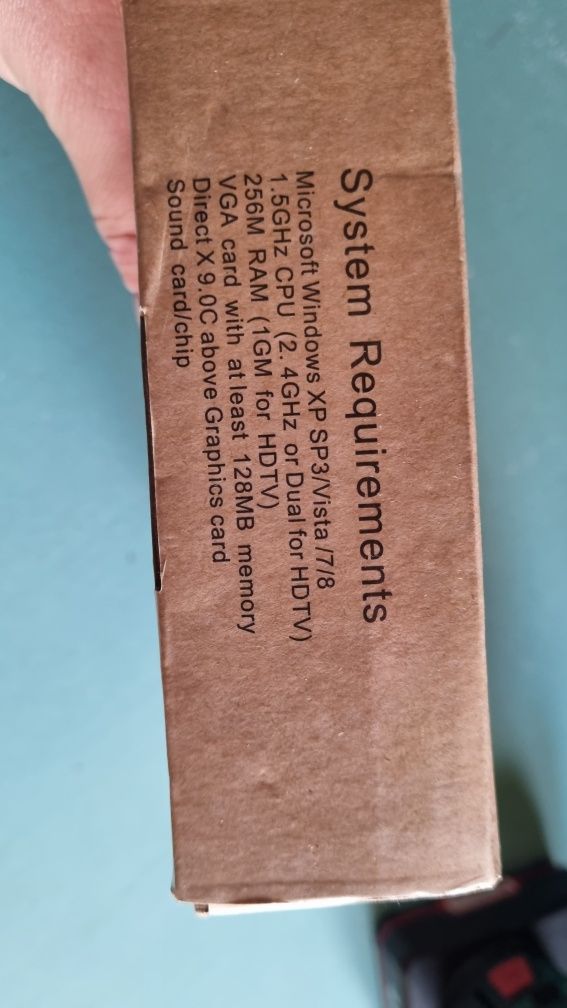 System Requirements
Microsoft Windows XP SP3/Vista /7/8
1.5GHz CPU (2.4GHz or Dual for HDTV)
256M RAM (1GM for HDTV)
VGA card with at least 128MB memory
Direct X 9.0C above Graphics card
Sound card/chip